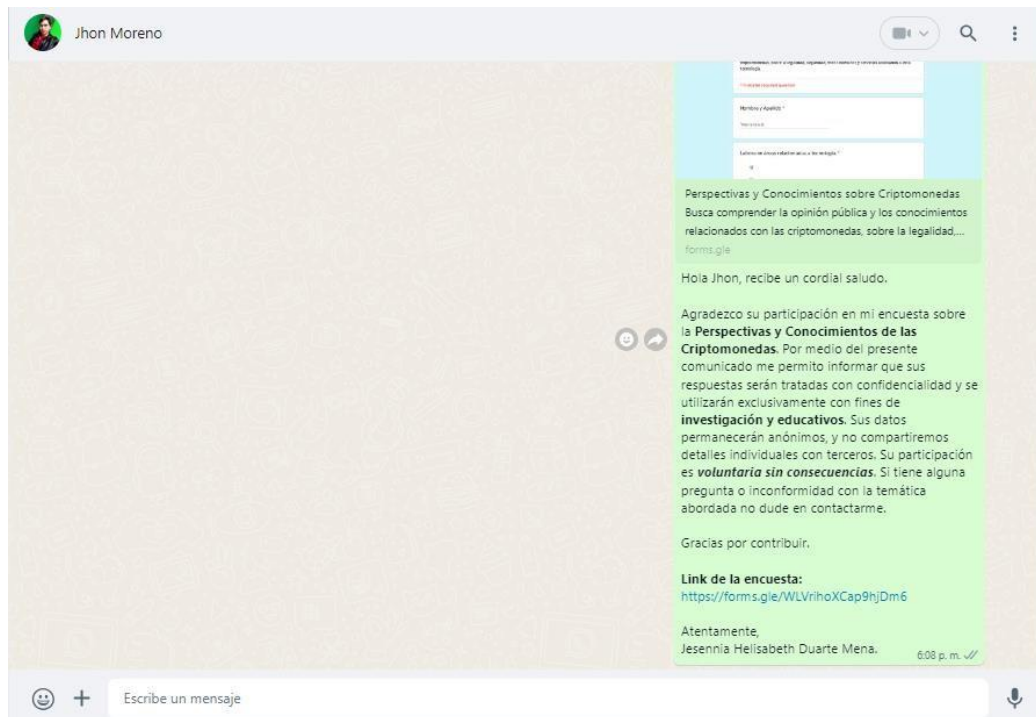 Jhon Moreno
Nombre y Apellido *
Perspectivas y Conocimientos sobre Criptomonedas
Busca comprender la opinión pública y los conocimientos
relacionados con las criptomonedas, sobre la legalidad,...
forms.gle
Hola Jhon, recibe un cordial saludo.
Agradezco su participación en mi encuesta sobre
la Perspectivas y Conocimientos de las
Criptomonedas. Por medio del presente
comunicado me permito informar que sus
respuestas serán tratadas con confidencialidad y se
utilizarán exclusivamente con fines de
investigación y educativos. Sus datos
permanecerán anónimos, y no compartiremos
detalles individuales con terceros. Su participación
es voluntaria sin consecuencias. Si tiene alguna
pregunta o inconformidad con la temática
abordada no dude en contactarme.
Gracias por contribuir.
Link de la encuesta:
https://forms.gle/WLVrihoXCap9hjDm6
Atentamente,
Jesennia Helisabeth Duarte Mena.
6:08 p. m.
Escribe un mensaje